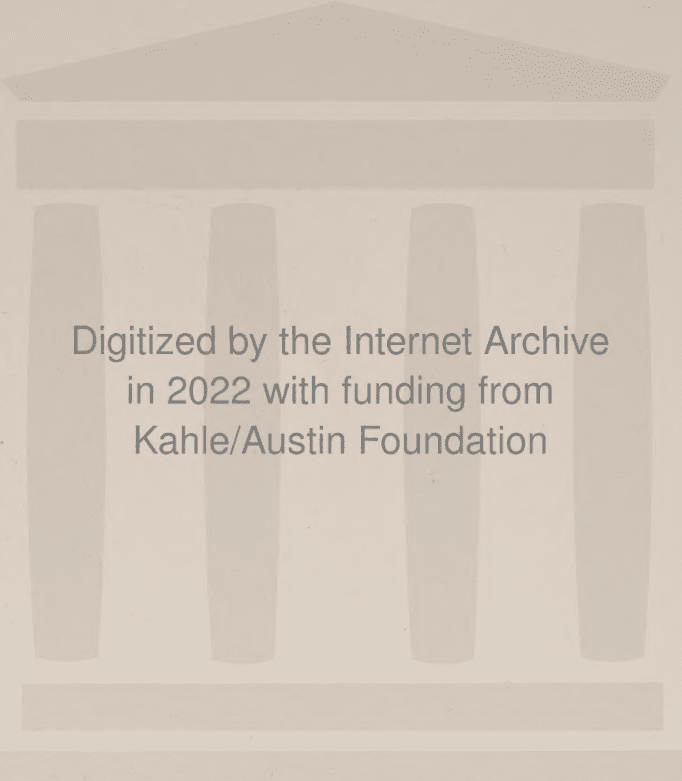 Digitized by the Internet Archive
in 2022 with funding from
Kahle/Austin Foundation